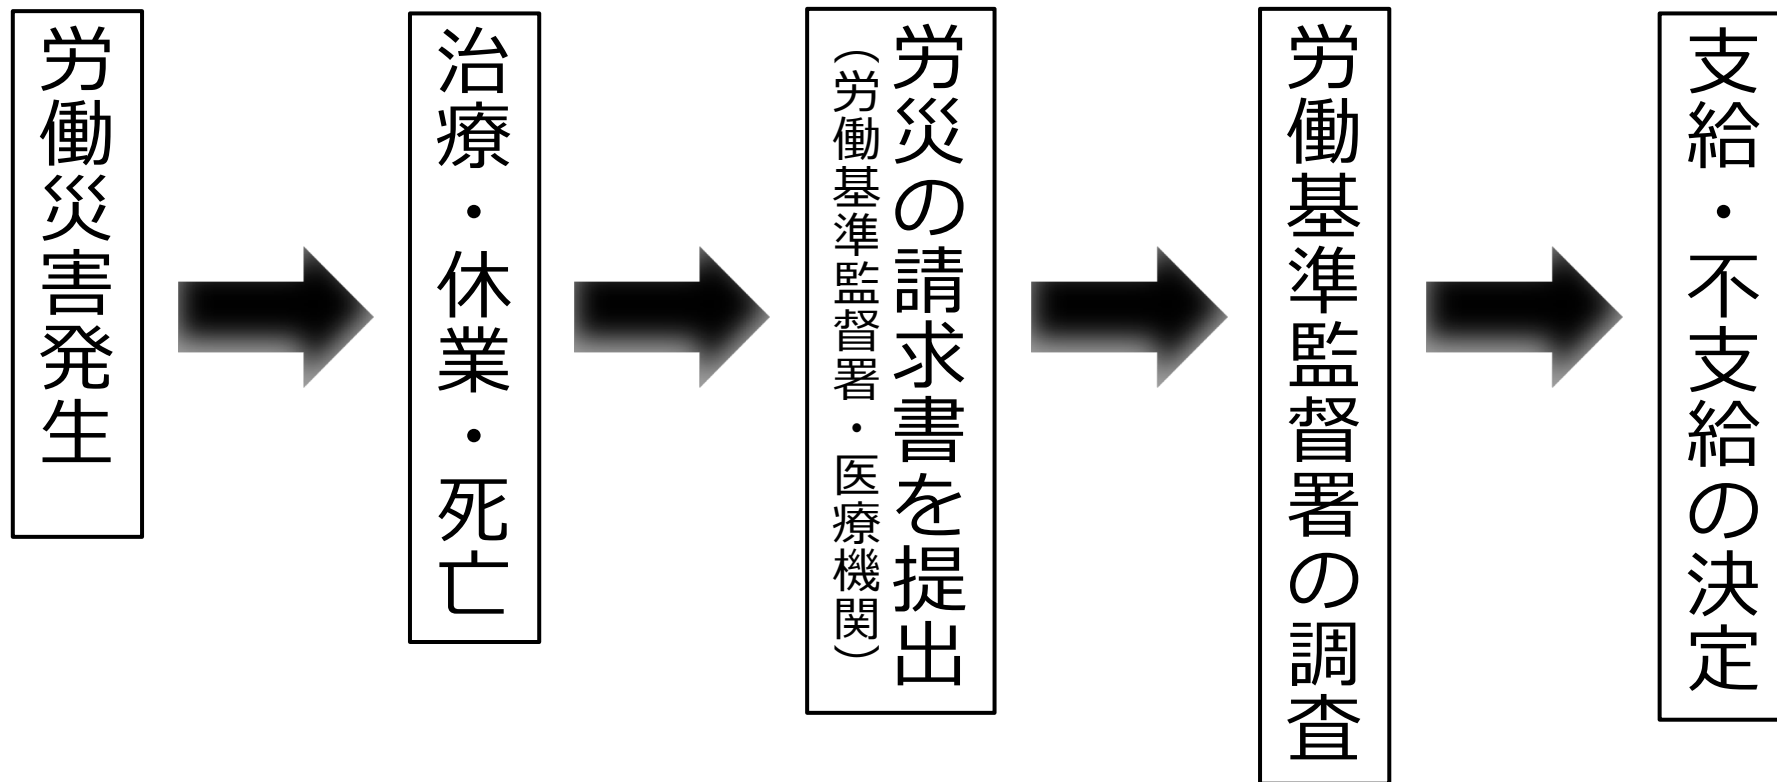 労働災害発生
治療・休業・死亡
労災の請求書を提出
（労働基準監督署・医療機関）
労働基準監督署の調査
支給・不支給の決定